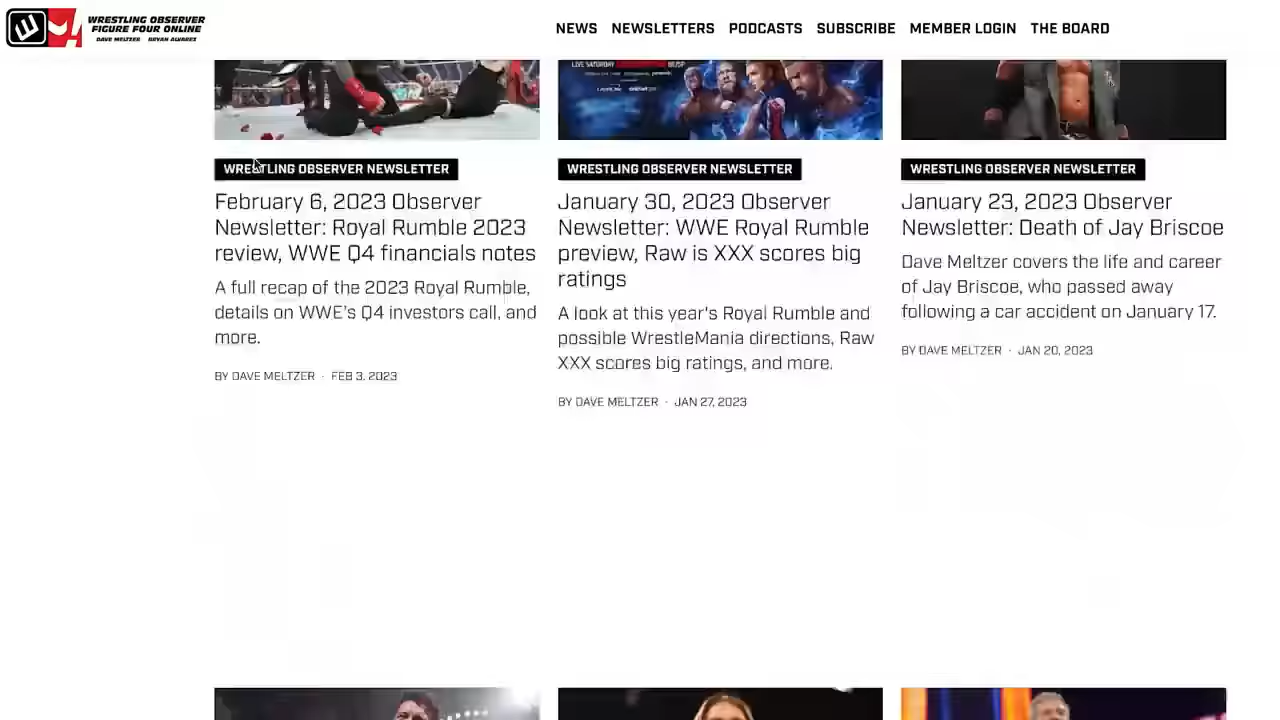 WRESTLING OBSERVER
FIGURE FOUR ONLINE
DAVE MELTZER BRYAN ALVAREZ
NEWS NEWSLETTERS PODCASTS SUBSCRIBE MEMBER LOGIN THE BOARD
LIVE SATURDAY
WRESTLING OBSERVER NEWSLETTER
February 6, 2023 Observer
Newsletter: Royal Rumble 2023
review, WWE Q4 financials notes
A full recap of the 2023 Royal Rumble,
details on WWE's Q4 investors call, and
more.
BY DAVE MELTZER · FEB 3, 2023
WRESTLING OBSERVER NEWSLETTER
January 30, 2023 Observer
Newsletter: WWE Royal Rumble
preview, Raw is XXX scores big
ratings
A look at this year's Royal Rumble and
possible WrestleMania directions, Raw
XXX scores big ratings, and more.
BY DAVE MELTZER · JAN 27, 2023
WRESTLING OBSERVER NEWSLETTER
January 23, 2023 Observer
Newsletter: Death of Jay Briscoe
Dave Meltzer covers the life and career
of Jay Briscoe, who passed away
following a car accident on January 17.
BY DAVE MELTZER · JAN 20, 2023